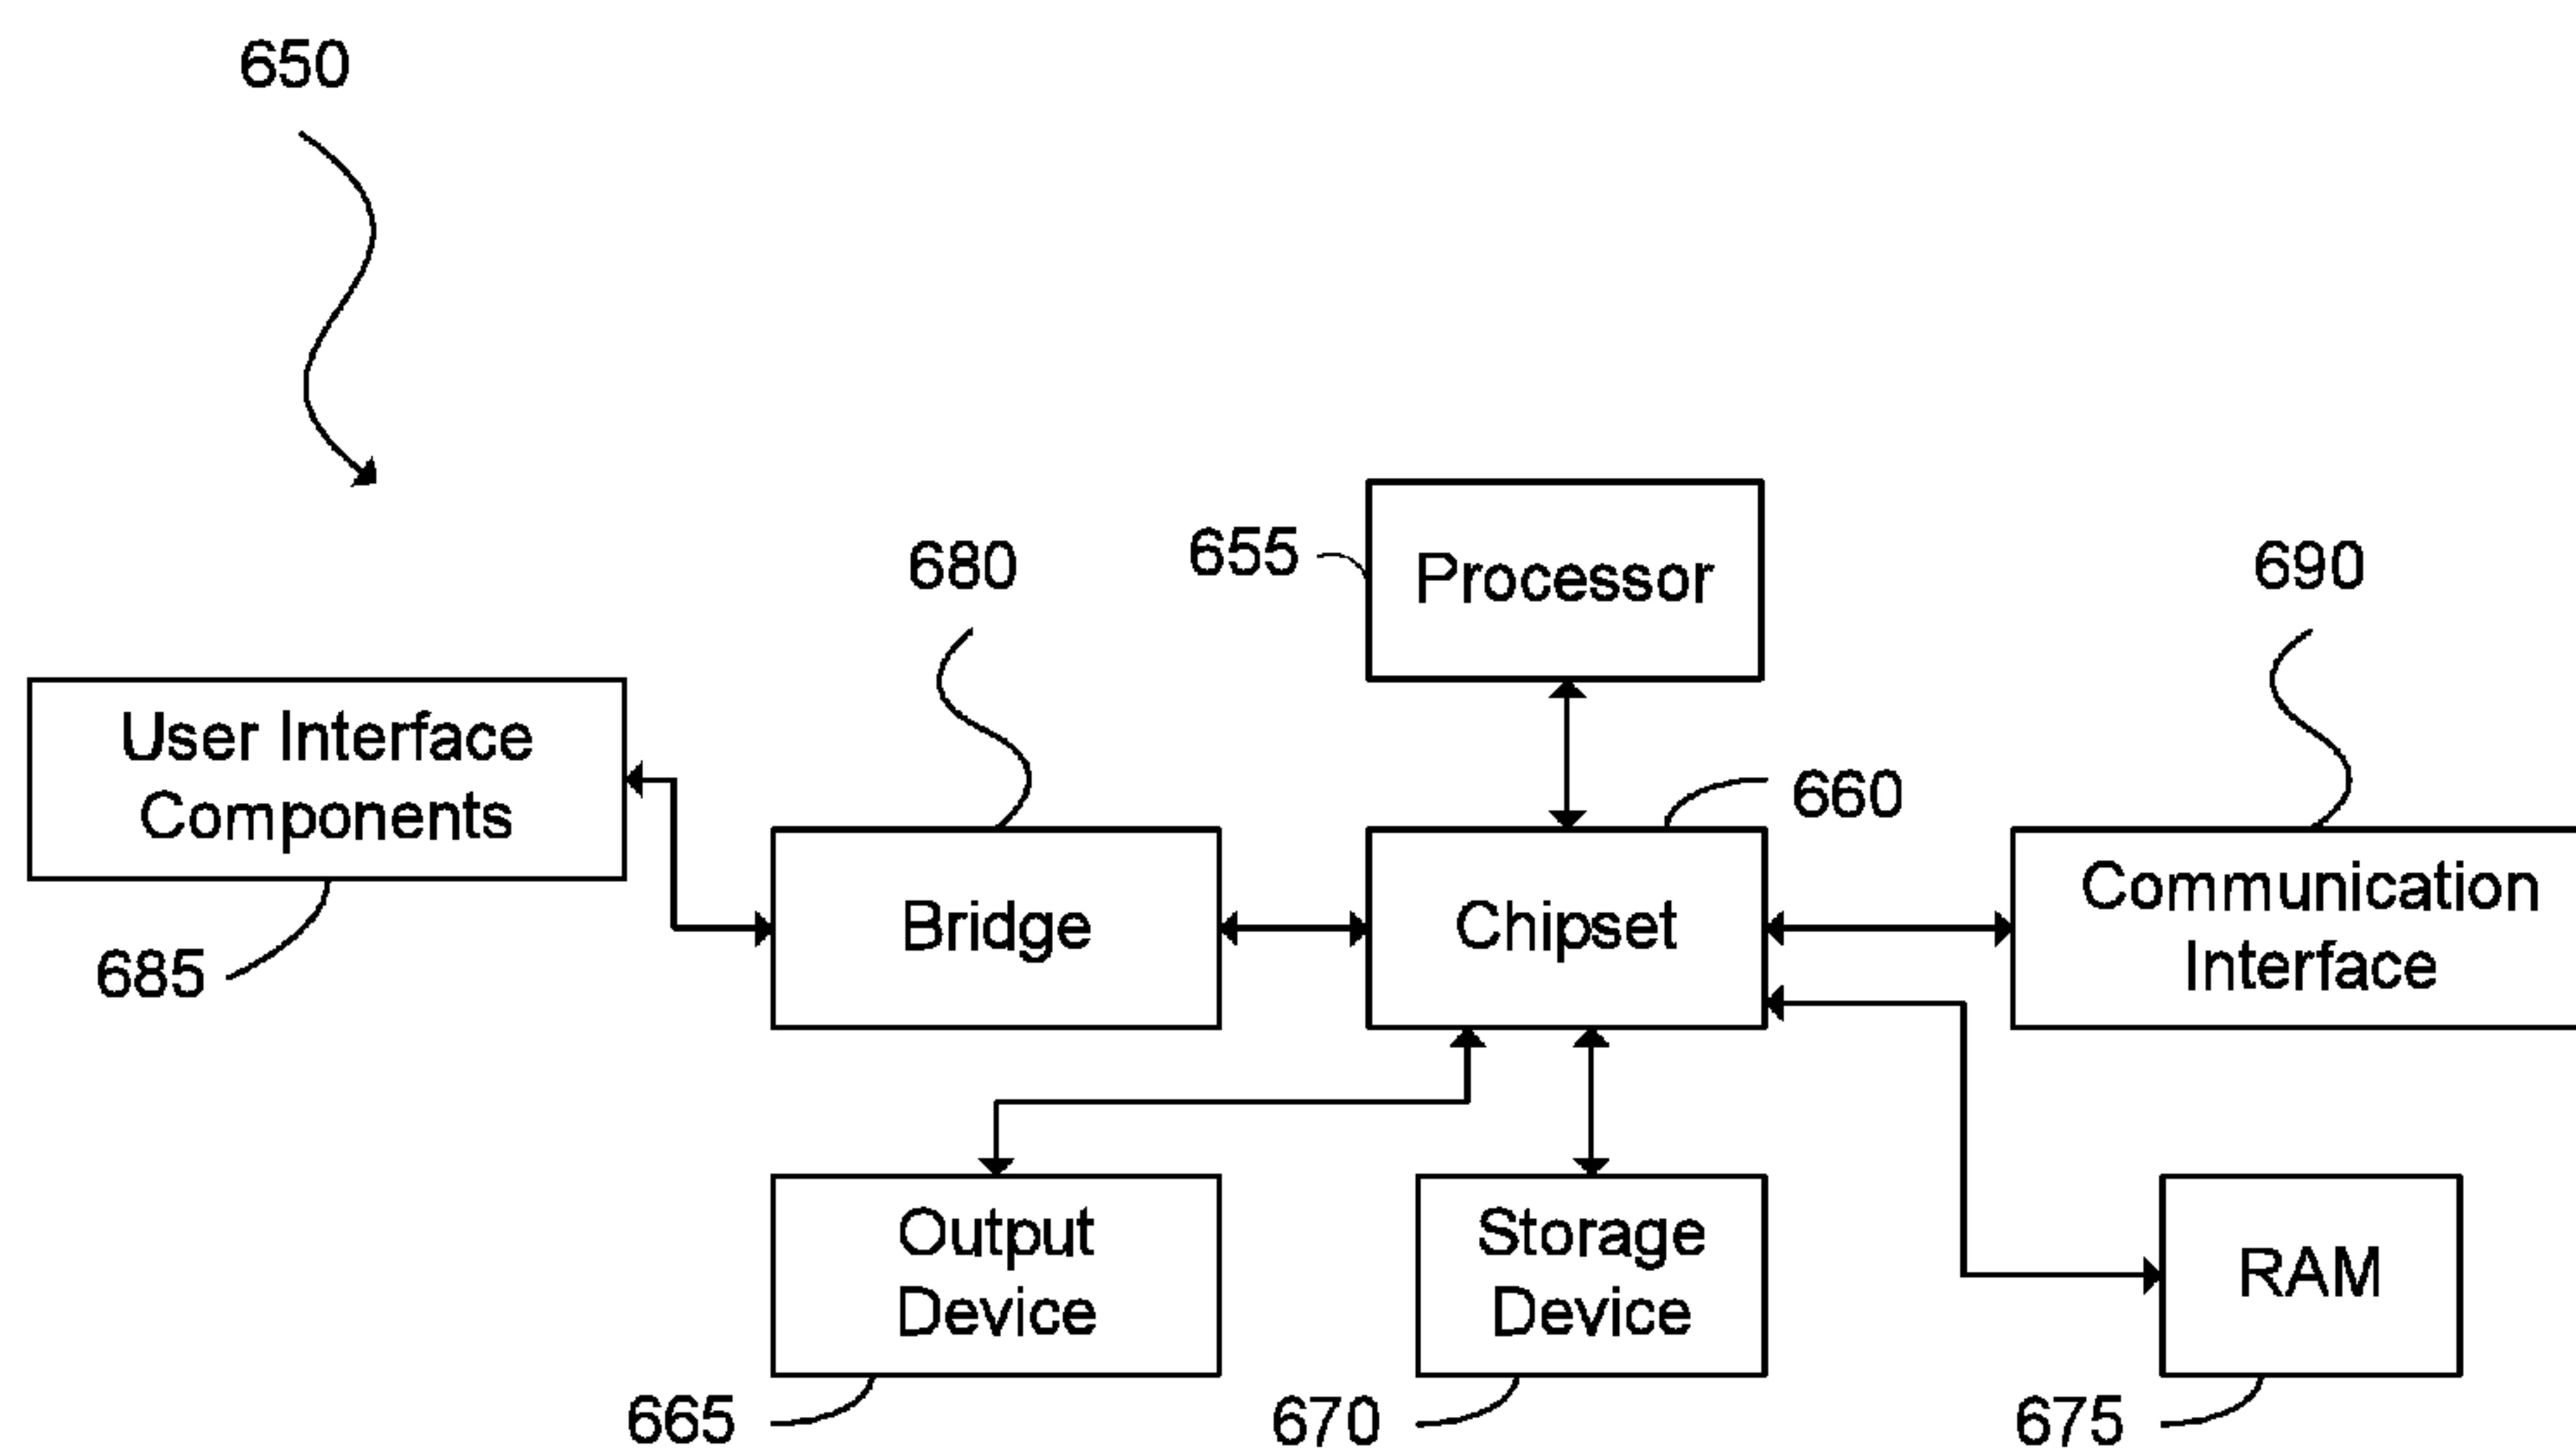 650
680
655
Processor
690
User Interface
Components
660
685
Bridge
Chipset
Communication
Interface
Output
Device
Storage
Device
RAM
665
670
675